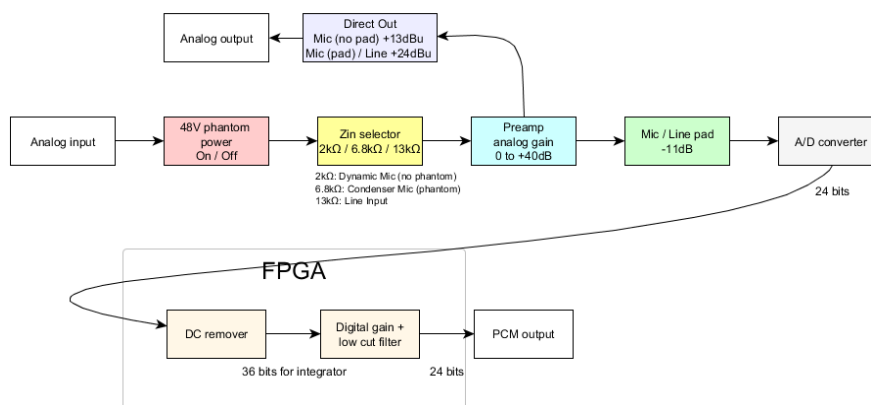 Direct Out
Mic (no pad) +13dBu
Mic (pad) / Line +24dBu
Analog output
Analog input
48V phantom
power
On / Off
Zin selector
2kΩ / 6.8kΩ / 13kΩ
Preamp
analog gain
0 to +40dB
Mic / Line pad
-11dB
A/D converter
2kΩ: Dynamic Mic (no phantom)
6.8kΩ: Condenser Mic (phantom)
13kΩ: Line Input
24 bits
FPGA
DC remover
Digital gain +
low cut filter
PCM output
36 bits for integrator
24 bits